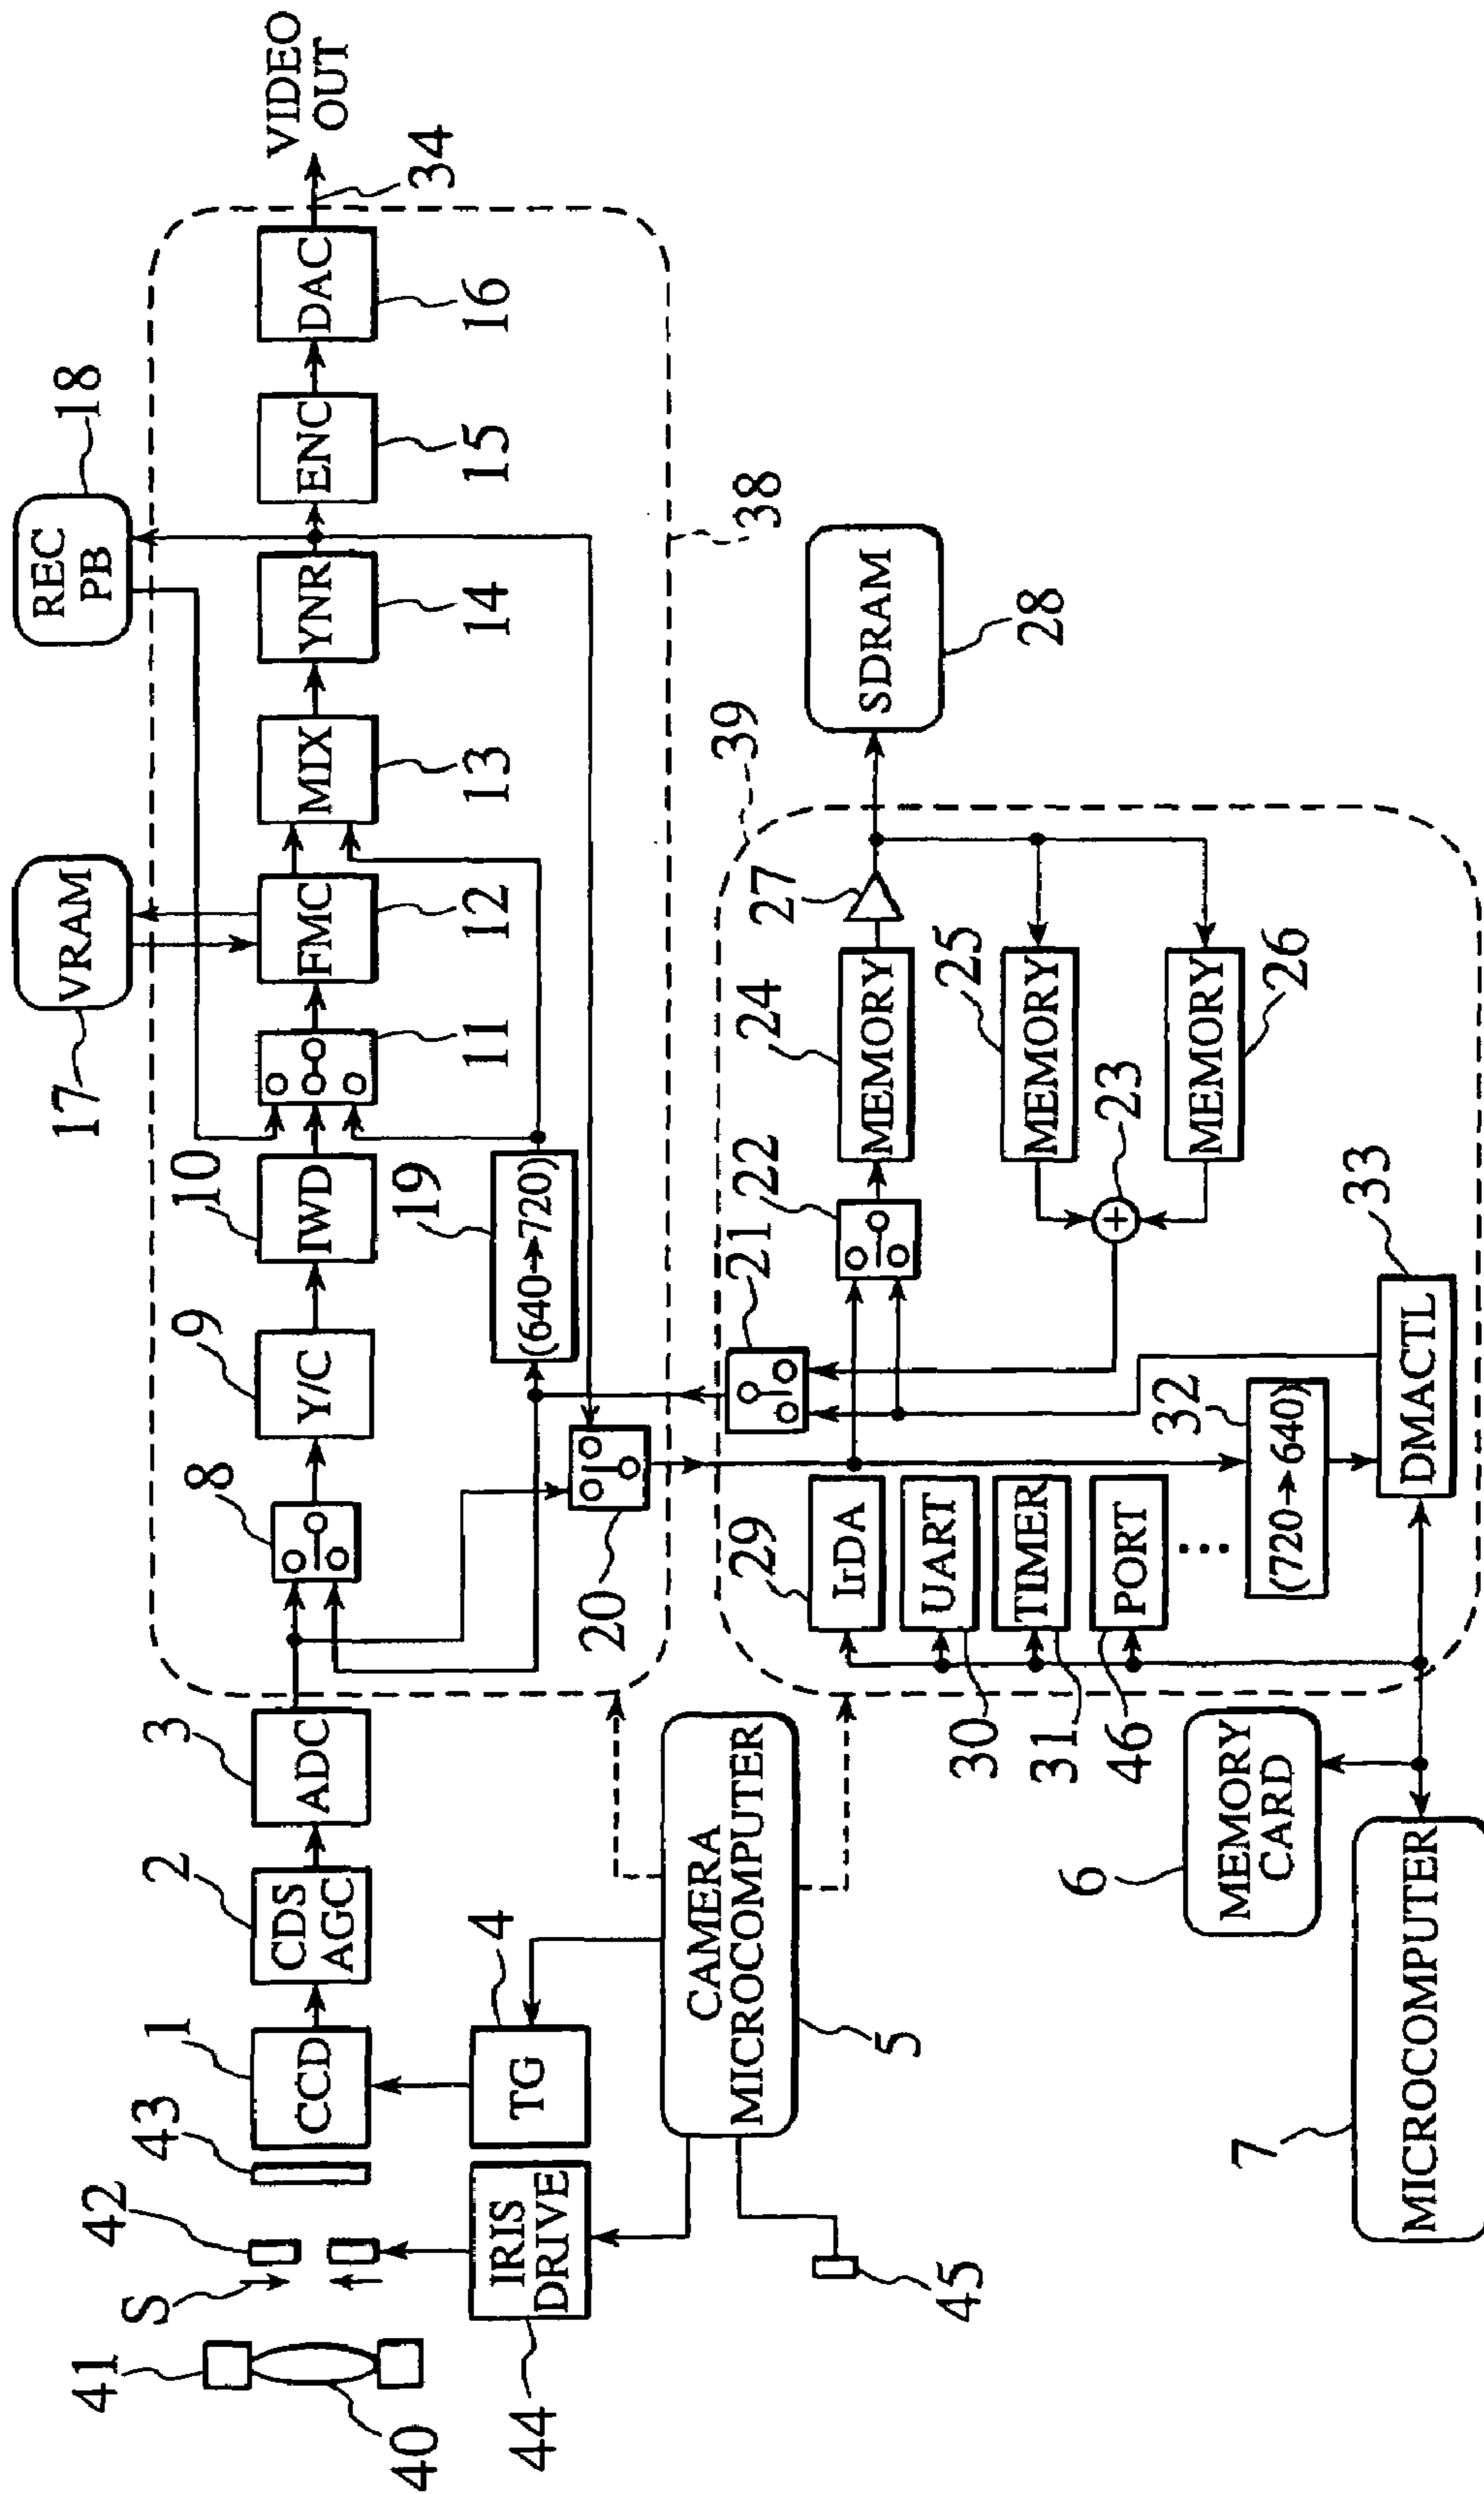 REC
PB
18
VRAM
17
VIDEO
OUT
34
3
ADC
2
CDS
AGC
1
CCD
43
42
S
41
40
8
9
Y/C
10
IWD
11
FMC
12
MIX
13
YNR
14
ENC
15
DAC
16
19
(640→720)
20
38
4
TG
IRIS
DRIVE
44
CAMERA
MICROCOMPUTER
5
45
39
21
22
24
MEMORY
27
SDRAM
28
25
MEMORY
26
MEMORY
23
29
IrDA
UART
30
TIMER
31
PORT
46
32
(720→640)
33
DMACTL
6
MEMORY
CARD
7
MICROCOMPUTER